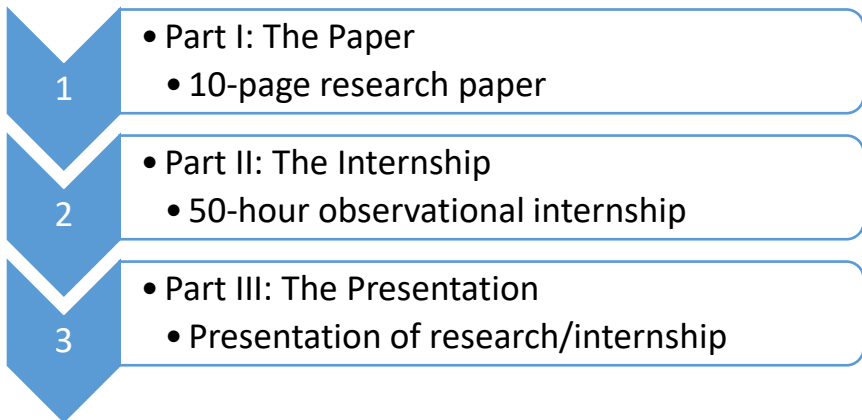 1
• Part I: The Paper
• 10-page research paper
2
• Part II: The Internship
• 50-hour observational internship
3
• Part III: The Presentation
• Presentation of research/internship